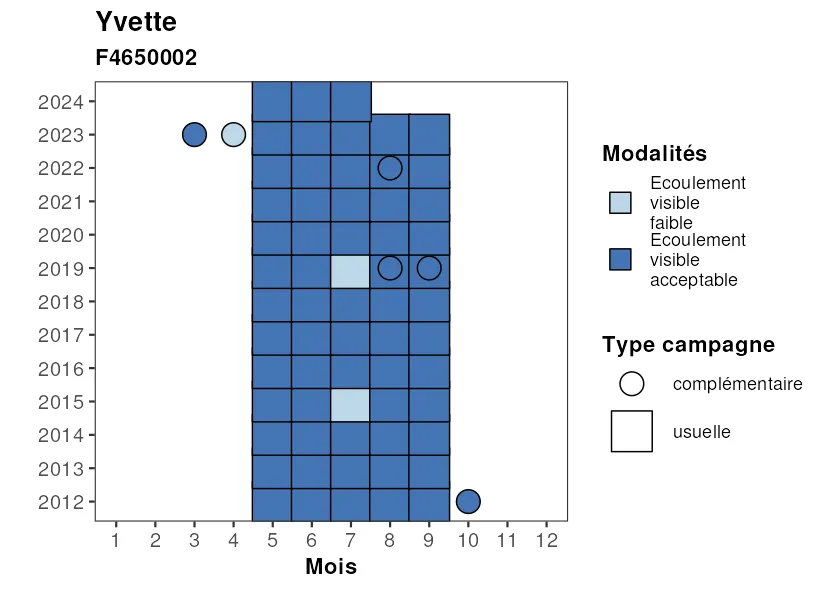 Yvette
F4650002
2024
2023
2022
2021
2020
2019
2018
2017
2016
2015
2014
2013
2012
1 2 3 4 5 6 7 8 9 10 11 12
Mois
Modalités
Ecoulement
visible
faible
Ecoulement
visible
acceptable
Type campagne
complémentaire
usuelle